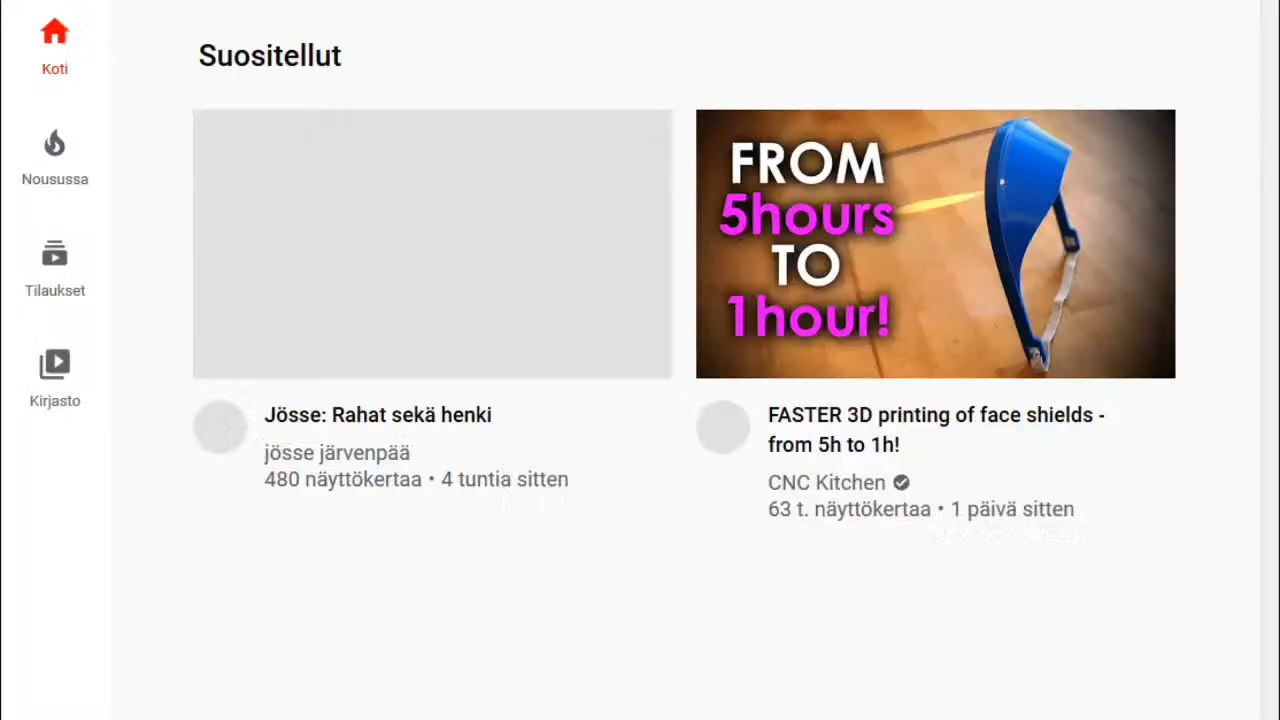 Koti
Nousussa
Tilaukset
Kirjasto
Suositellut
Jösse: Rahat sekä henki
jösse järvenpää
480 näyttökertaa • 4 tuntia sitten
FROM
5hours
TO
1hour!
FASTER 3D printing of face shields -
from 5h to 1h!
CNC Kitchen
63 t. näyttökertaa • 1 päivä sitten